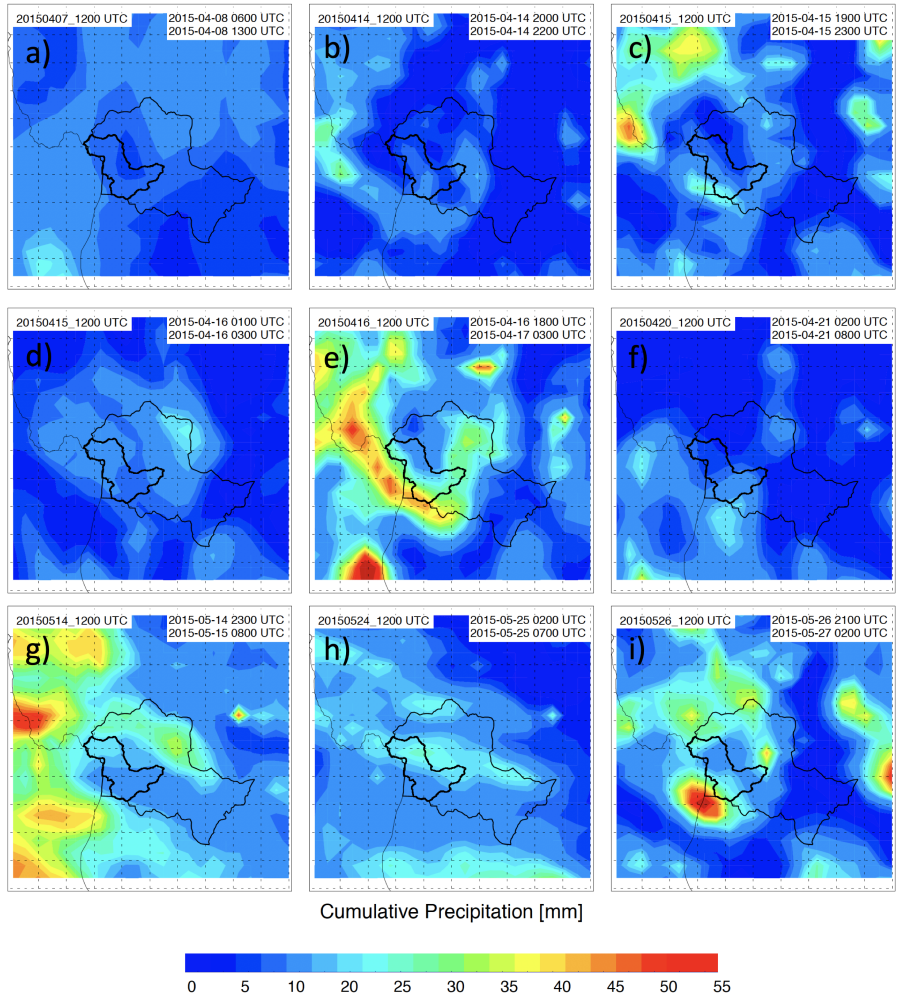 20150407_1200 UTC
2015-04-08 0600 UTC
2015-04-08 1300 UTC
a)
20150414_1200 UTC
2015-04-14 2000 UTC
2015-04-14 2200 UTC
b)
20150415_1200 UTC
2015-04-15 1900 UTC
2015-04-15 2300 UTC
c)
20150415_1200 UTC
2015-04-16 0100 UTC
2015-04-16 0300 UTC
d)
20150416_1200 UTC
2015-04-16 1800 UTC
2015-04-17 0300 UTC
e)
20150420_1200 UTC
2015-04-21 0200 UTC
2015-04-21 0800 UTC
f)
20150514_1200 UTC
2015-05-14 2300 UTC
2015-05-15 0800 UTC
g)
20150524_1200 UTC
2015-05-25 0200 UTC
2015-05-25 0700 UTC
h)
20150526_1200 UTC
2015-05-26 2100 UTC
2015-05-27 0200 UTC
i)
Cumulative Precipitation [mm]
0 5 10 20 25 30 35 40 45 50 55